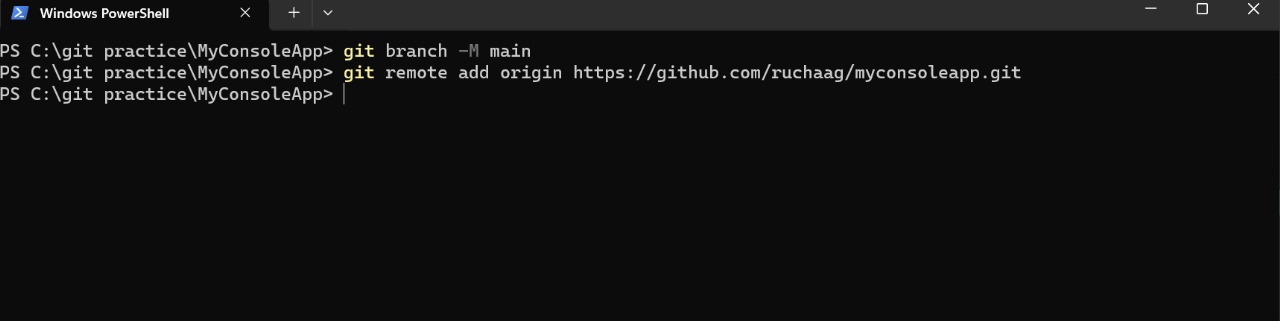 Windows PowerShell
PS C:\git practice\MyConsoleApp> git branch -M main
PS C:\git practice\MyConsoleApp> git remote add origin https://github.com/ruchaag/myconsoleapp.git
PS C:\git practice\MyConsoleApp>